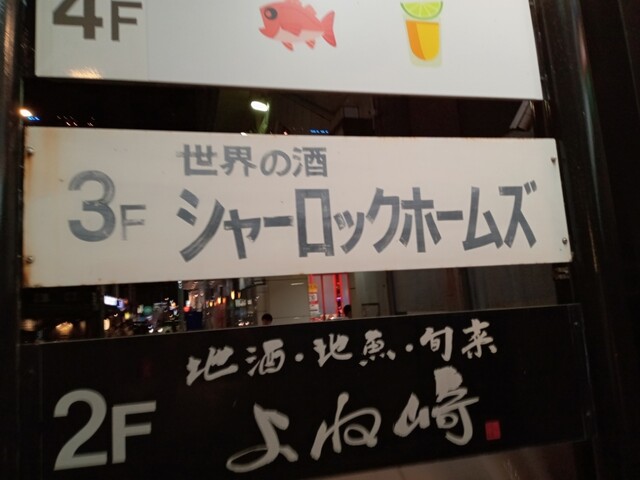 4F
世界の酒
3F シャーロックホームズ
地酒・地魚・旬菜
2F よね崎